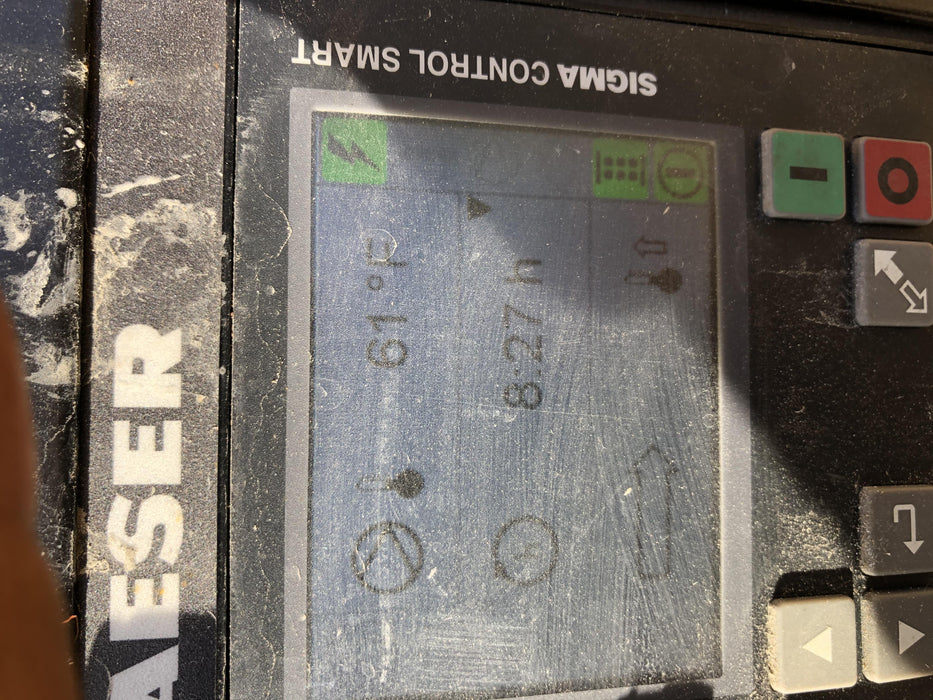 SIGMA CONTROL SMART
61 °F
8:27 h
AESER